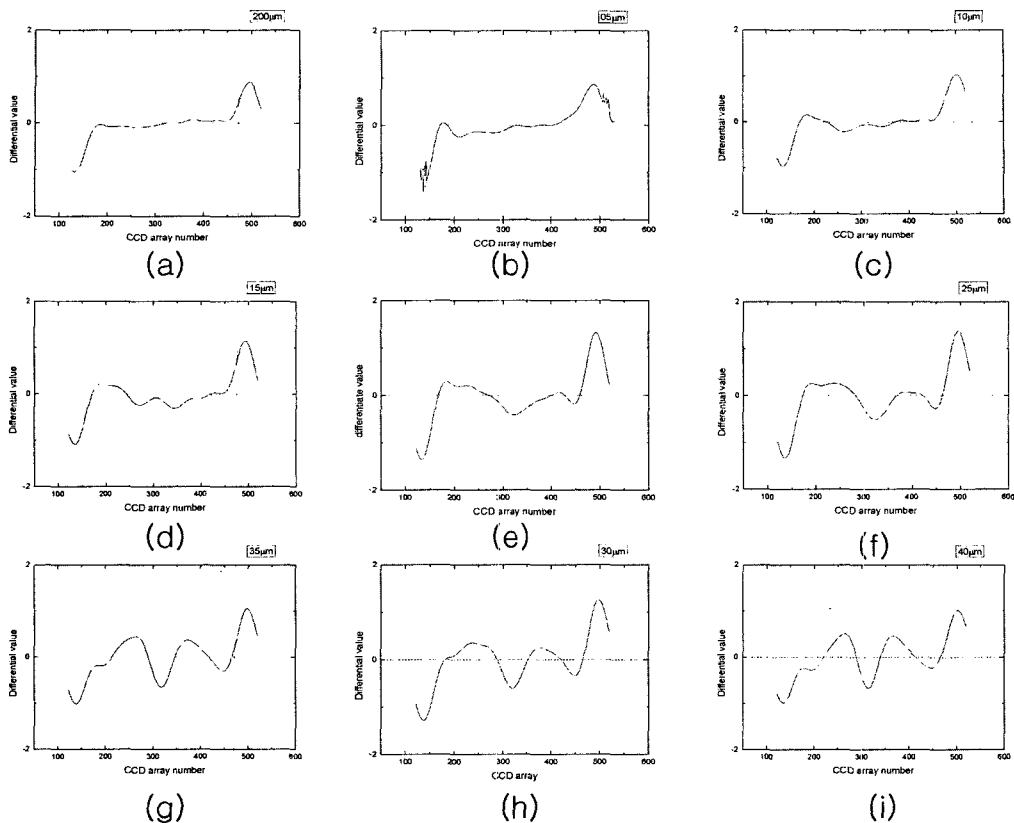 200μm
Differential value
2
1
0
-2
100 200 300 400 500 600
CCD array number
(a)
05μm
Differential value
2
0
-2
100 200 300 400 500 600
CCD array number
(b)
10μm
Differential value
2
0
-2
100 200 300 400 500 600
CCD array number
(c)
15μm
Differential value
2
0
-2
100 200 300 400 500 600
CCD array number
(d)
differentiate value
2
0
-2
100 200 300 400 500 600
CCD array number
(e)
25μm
Differential value
2
0
-2
100 200 300 400 500 600
CCD array number
(f)
35μm
Differential value
2
0
-2
100 200 300 400 500 600
CCD array number
(g)
30μm
Differential value
2
0
-2
100 200 300 400 500 600
CCD array
(h)
40μm
Differential value
2
0
-2
100 200 300 400 500 600
CCD array number
(i)